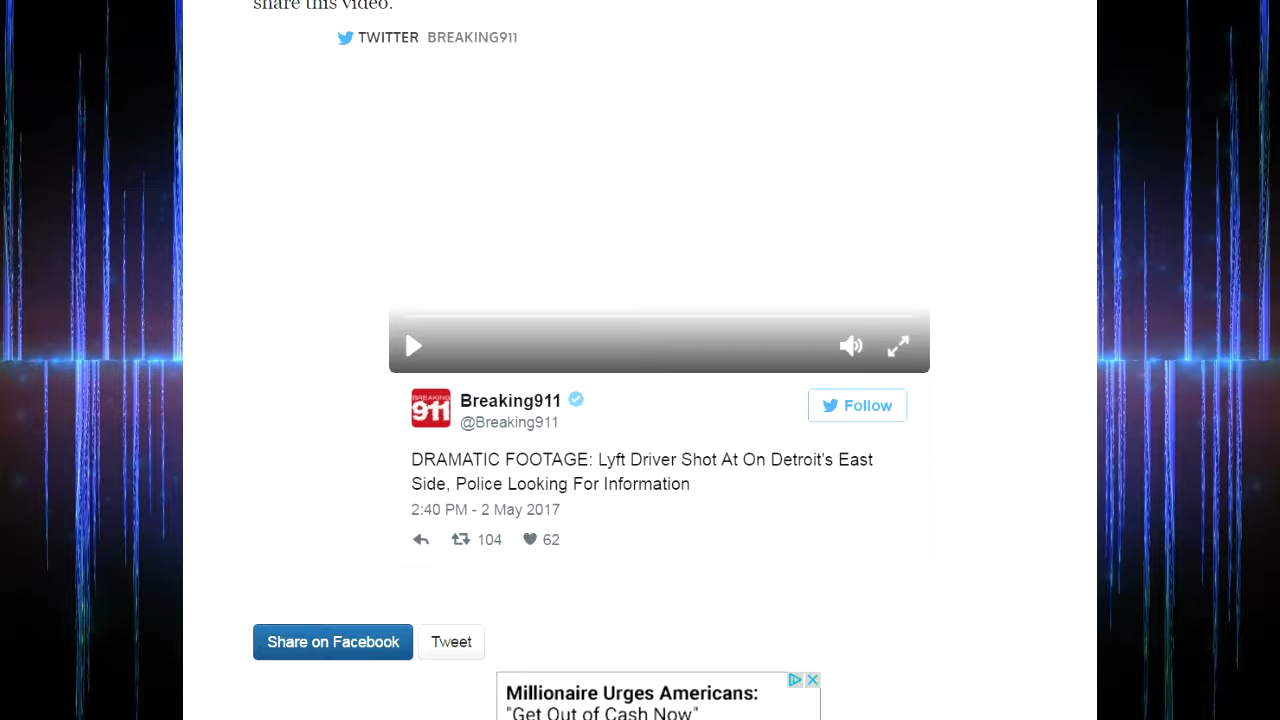 share this video.
TWITTER BREAKING911
BREAKING
911
Breaking911
@Breaking911
Follow
DRAMATIC FOOTAGE: Lyft Driver Shot At On Detroit's East
Side, Police Looking For Information
2:40 PM - 2 May 2017
104 62
Share on Facebook Tweet
Millionaire Urges Americans:
"Get Out of Cash Now"